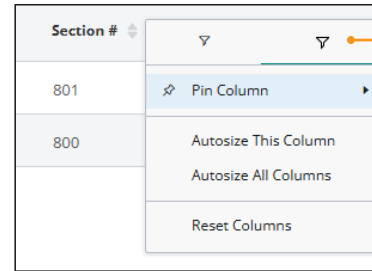 Section #
801
Pin Column
800
Autosize This Column
Autosize All Columns
Reset Columns